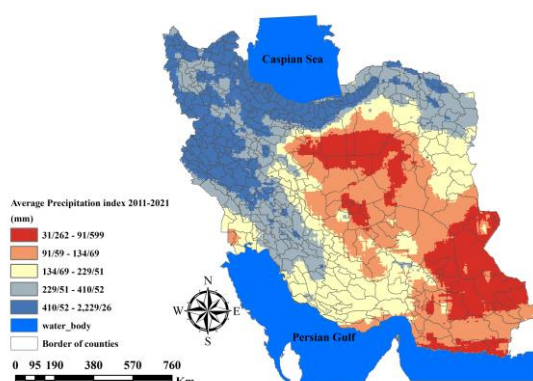 Caspian Sea
Average Precipitation index 2011-2021
(mm)
31/262 - 91/599
91/59 - 134/69
134/69 - 229/51
229/51 - 410/52
410/52 - 2,229/26
water_body
Border of counties
N
W E
S
Persian Gulf
0 95 190 380 570 760
Km